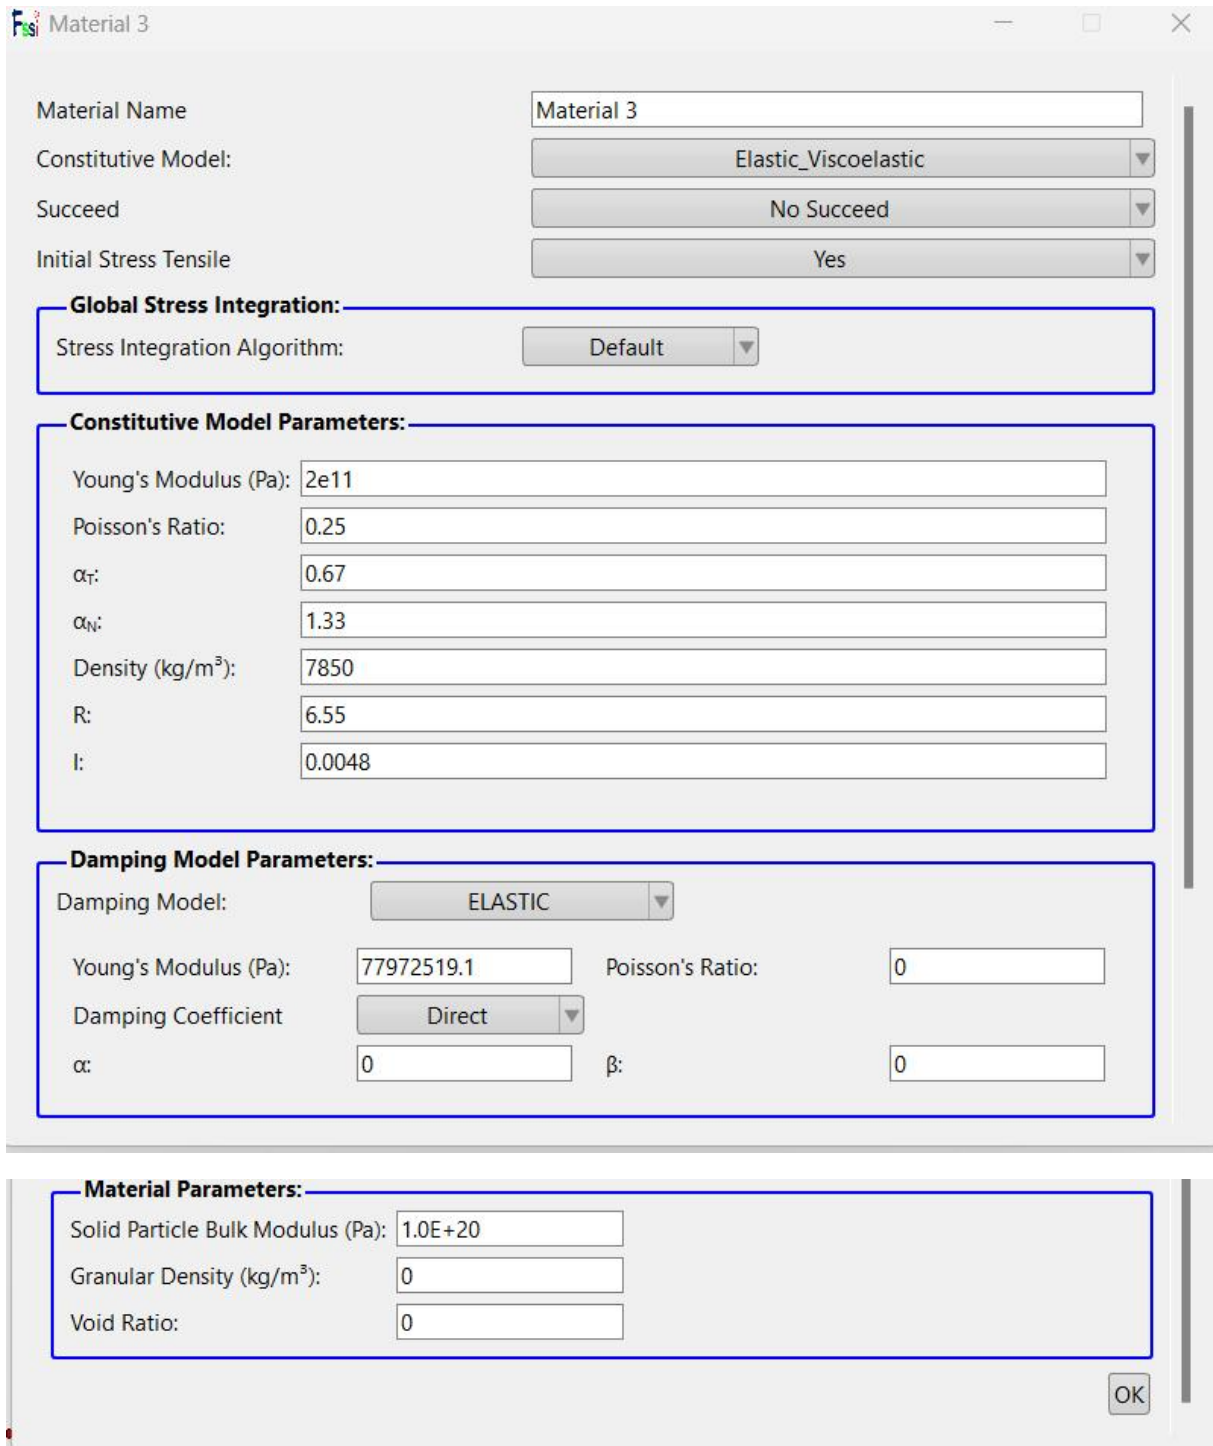 Fssi Material 3
Material Name Material 3
Constitutive Model: Elastic_Viscoelastic
Succeed No Succeed
Initial Stress Tensile Yes
Global Stress Integration:
Stress Integration Algorithm: Default
Constitutive Model Parameters:
Young's Modulus (Pa): 2e11
Poisson's Ratio: 0.25
α_T: 0.67
α_N: 1.33
Density (kg/m³): 7850
R: 6.55
I: 0.0048
Damping Model Parameters:
Damping Model: ELASTIC
Young's Modulus (Pa): 77972519.1 Poisson's Ratio: 0
Damping Coefficient Direct
α: 0 β: 0
Material Parameters:
Solid Particle Bulk Modulus (Pa): 1.0E+20
Granular Density (kg/m³): 0
Void Ratio: 0
OK